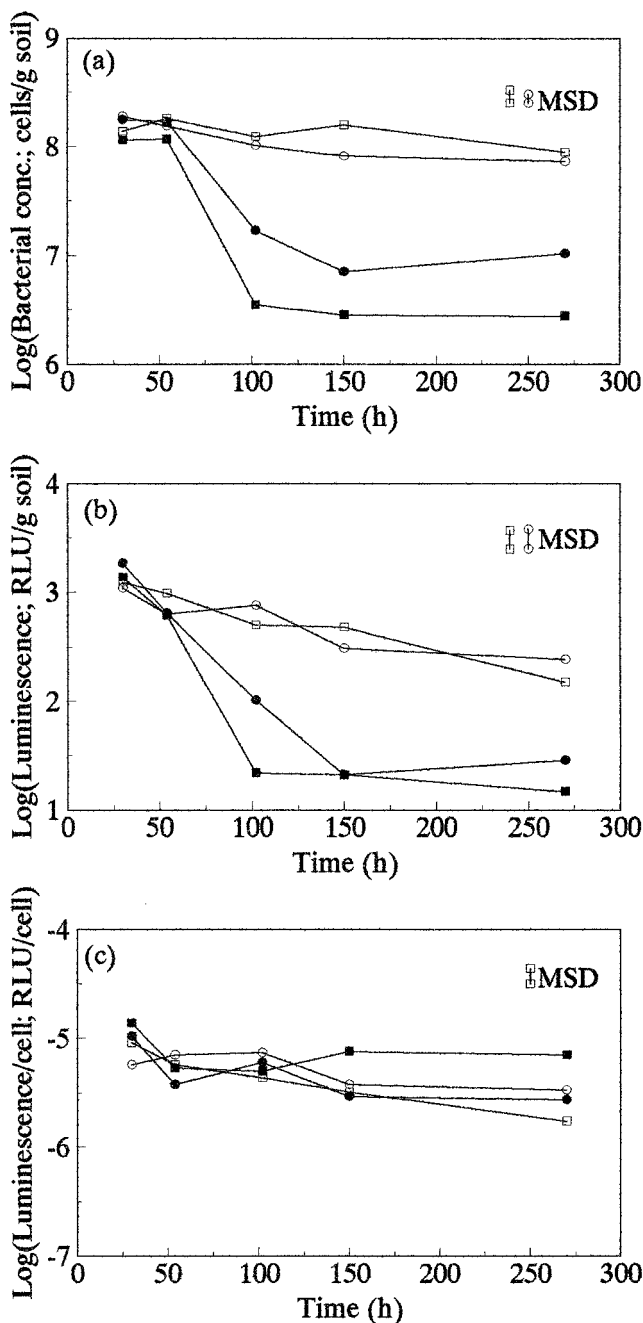 (a)
MSD
Log(Bacterial conc.; cells/g soil)
9
8
7
6
0 50 100 150 200 250 300
Time (h)
(b)
MSD
Log(Luminescence; RLU/g soil)
4
3
2
1
0 50 100 150 200 250 300
Time (h)
(c)
MSD
Log(Luminescence/cell; RLU/cell)
-4
-5
-6
-7
0 50 100 150 200 250 300
Time (h)